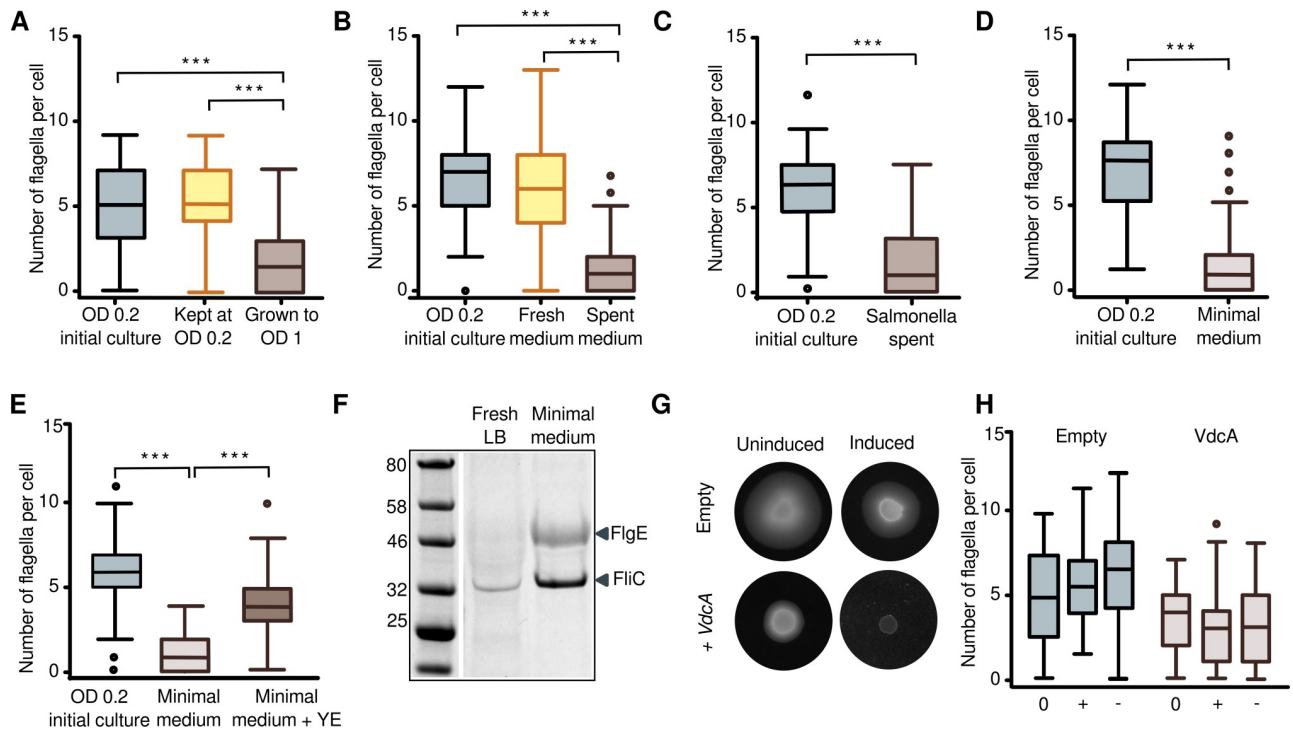 A
15
10
5
0
Number of flagella per cell
***
***
OD 0.2
initial culture
Kept at
OD 0.2
Grown to
OD 1
B
15
10
5
0
Number of flagella per cell
***
***
OD 0.2
initial culture
Fresh
medium
Spent
medium
C
15
10
5
0
Number of flagella per cell
***
OD 0.2
initial culture
Salmonella
spent
D
15
10
5
0
Number of flagella per cell
***
OD 0.2
initial culture
Minimal
medium
E
15
10
5
0
Number of flagella per cell
***
***
OD 0.2
initial culture
Minimal
medium
Minimal
medium + YE
F
Fresh
LB
Minimal
medium
80
58
46
32
25
FlgE
FliC
G
Uninduced
Induced
Empty
+ VdcA
H
15
10
5
0
Number of flagella per cell
Empty
VdcA
0 + - 0 + -